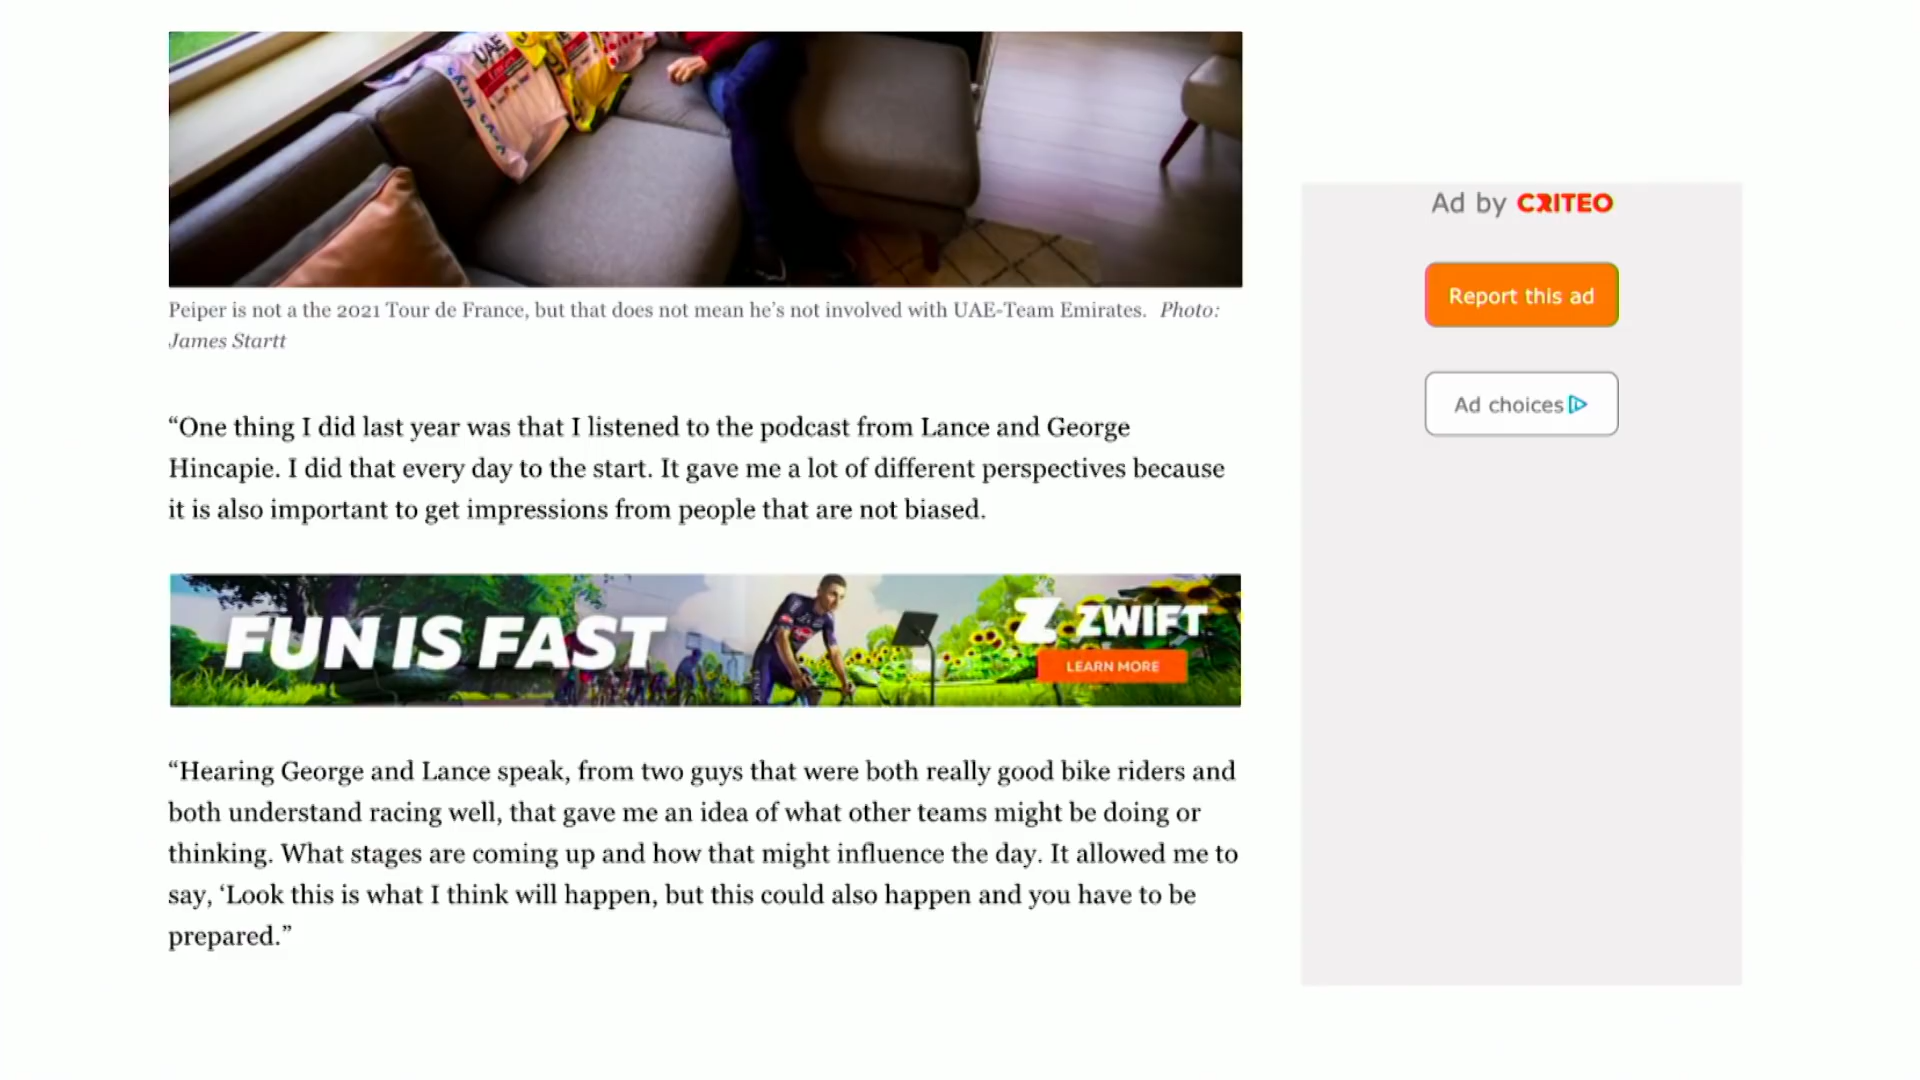 UAE
Peiper is not a the 2021 Tour de France, but that does not mean he’s not involved with UAE-Team Emirates. Photo:
James Startt
“One thing I did last year was that I listened to the podcast from Lance and George
Hincapie. I did that every day to the start. It gave me a lot of different perspectives because
it is also important to get impressions from people that are not biased.
FUN IS FAST
ZWIFT
LEARN MORE
“Hearing George and Lance speak, from two guys that were both really good bike riders and
both understand racing well, that gave me an idea of what other teams might be doing or
thinking. What stages are coming up and how that might influence the day. It allowed me to
say, ‘Look this is what I think will happen, but this could also happen and you have to be
prepared.”
Ad by CRITEO
Report this ad
Ad choices